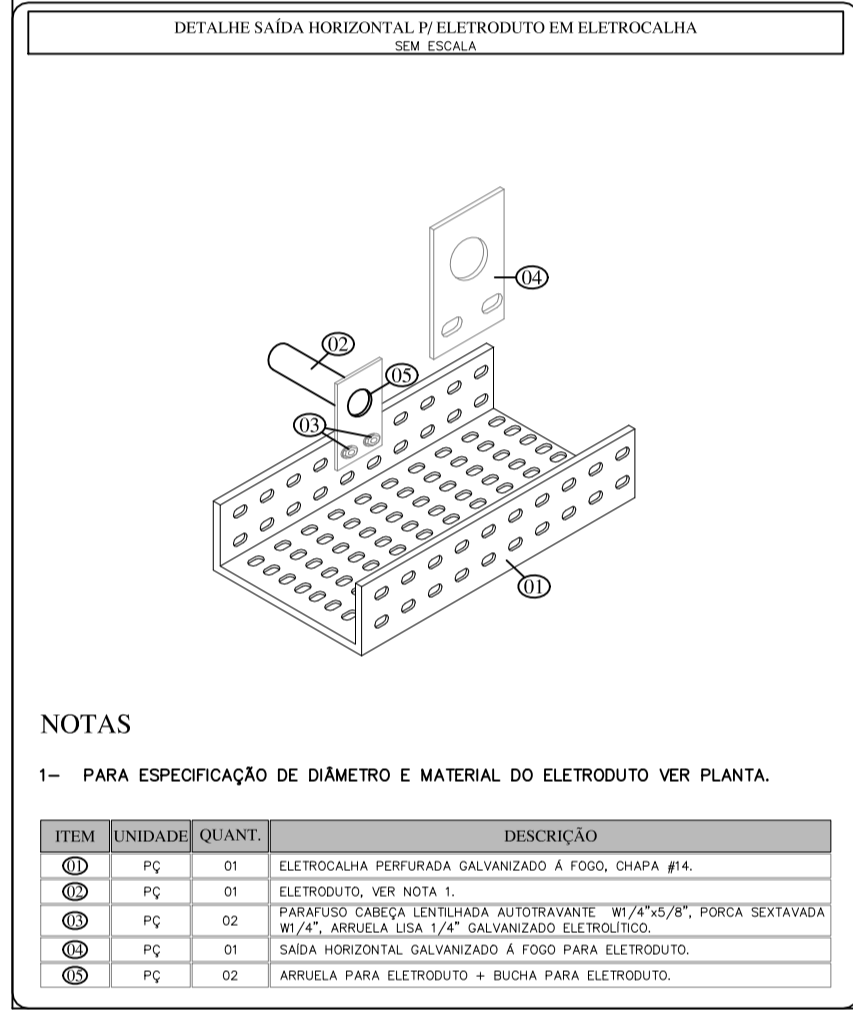 DETALHE SAÍDA HORIZONTAL P/ ELETRODUTO EM ELETROCALHA
SEM ESCALA
04
02
05
03
01
NOTAS
1- PARA ESPECIFICAÇÃO DE DIÂMETRO E MATERIAL DO ELETRODUTO VER PLANTA.
ITEM UNIDADE QUANT. DESCRIÇÃO
01 PÇ 01 ELETROCALHA PERFURADA GALVANIZADO Á FOGO, CHAPA #14.
02 PÇ 01 ELETRODUTO, VER NOTA 1.
03 PÇ 02 PARAFUSO CABEÇA LENTILHADA AUTOTRAVANTE W1/4"x5/8", PORCA SEXTAVADA
W1/4", ARRUELA LISA 1/4" GALVANIZADO ELETROLÍTICO.
04 PÇ 01 SAÍDA HORIZONTAL GALVANIZADO Á FOGO PARA ELETRODUTO.
05 PÇ 02 ARRUELA PARA ELETRODUTO + BUCHA PARA ELETRODUTO.